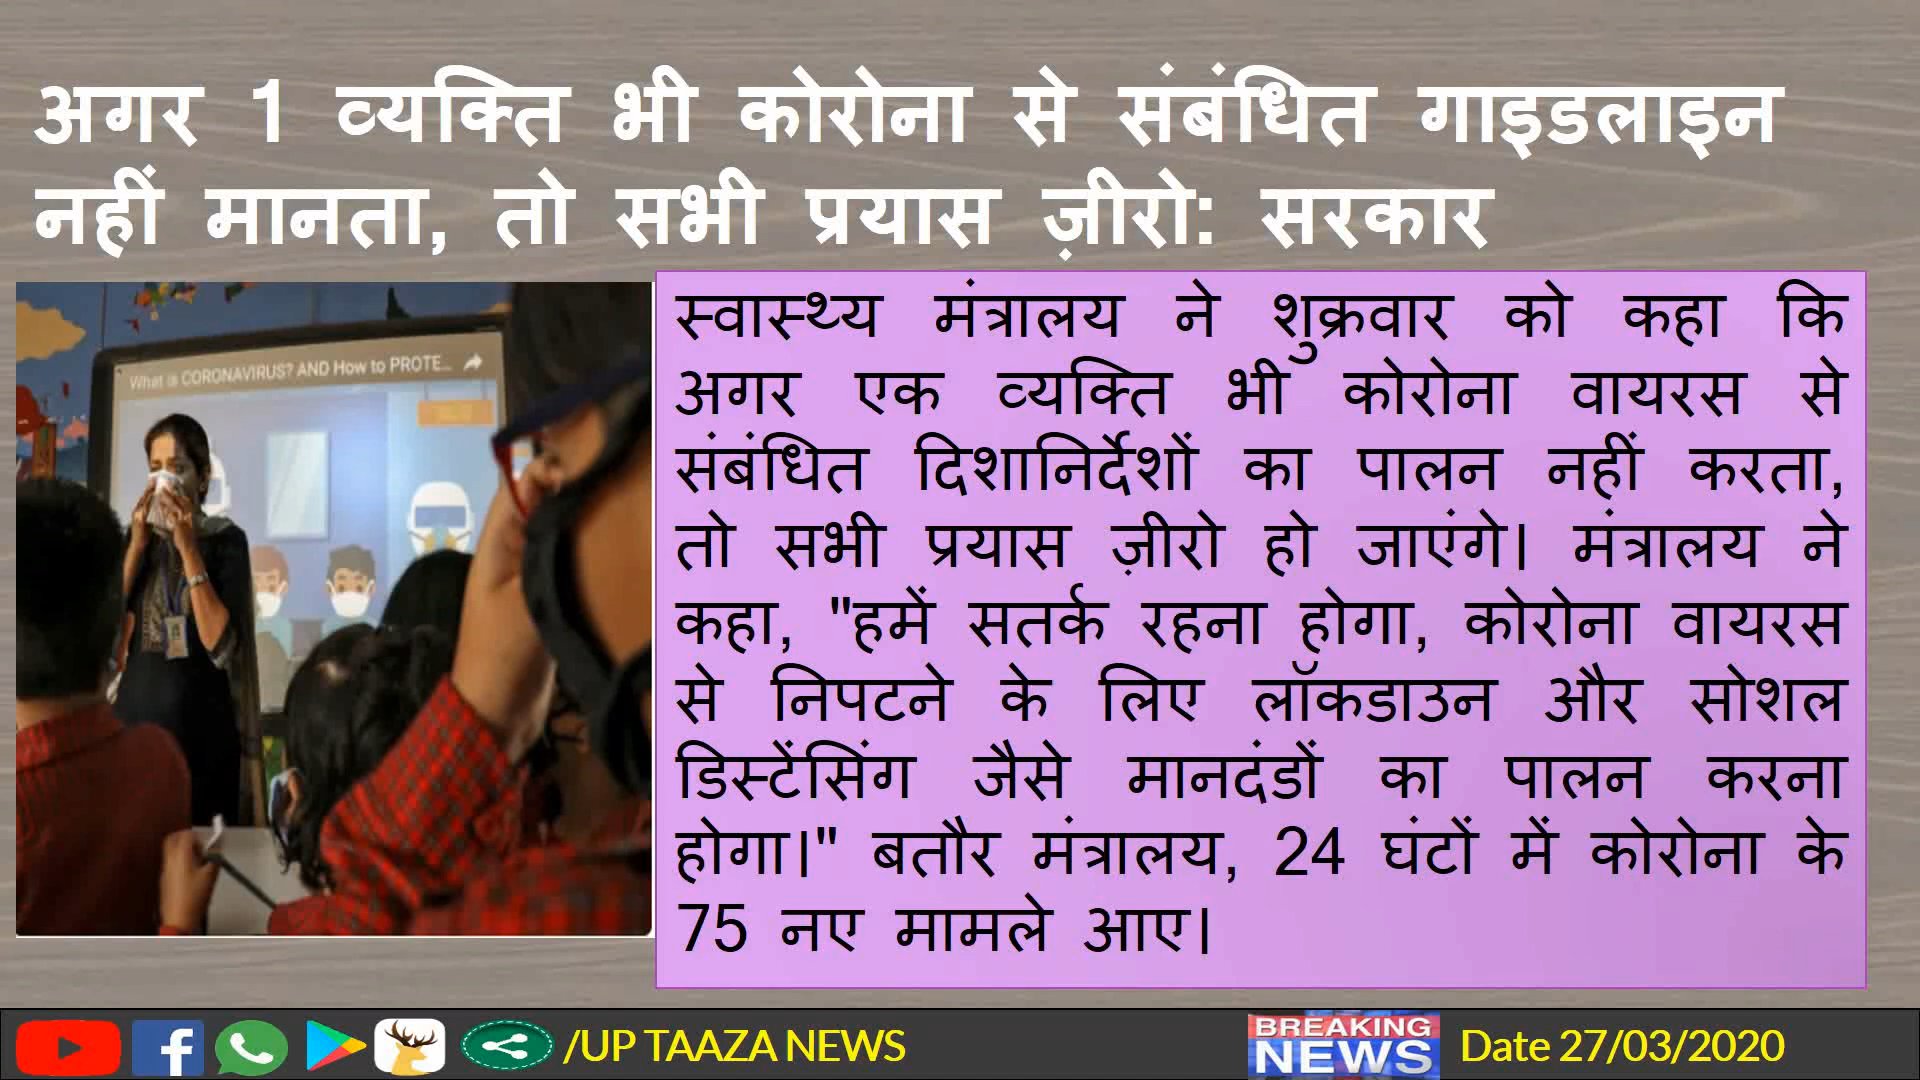 अगर 1 व्यक्ति भी कोरोना से संबंधित गाइडलाइन
नहीं मानता, तो सभी प्रयास ज़ीरो: सरकार
What is CORONAVIRUS? AND How to PROTE...
स्वास्थ्य मंत्रालय ने शुक्रवार को कहा कि
अगर एक व्यक्ति भी कोरोना वायरस से
संबंधित दिशानिर्देशों का पालन नहीं करता,
तो सभी प्रयास ज़ीरो हो जाएंगे। मंत्रालय ने
कहा, "हमें सतर्क रहना होगा, कोरोना वायरस
से निपटने के लिए लॉकडाउन और सोशल
डिस्टेंसिंग जैसे मानदंडों का पालन करना
होगा।" बतौर मंत्रालय, 24 घंटों में कोरोना के
75 नए मामले आए।
/UP TAAZA NEWS
BREAKING
NEWS
Date 27/03/2020